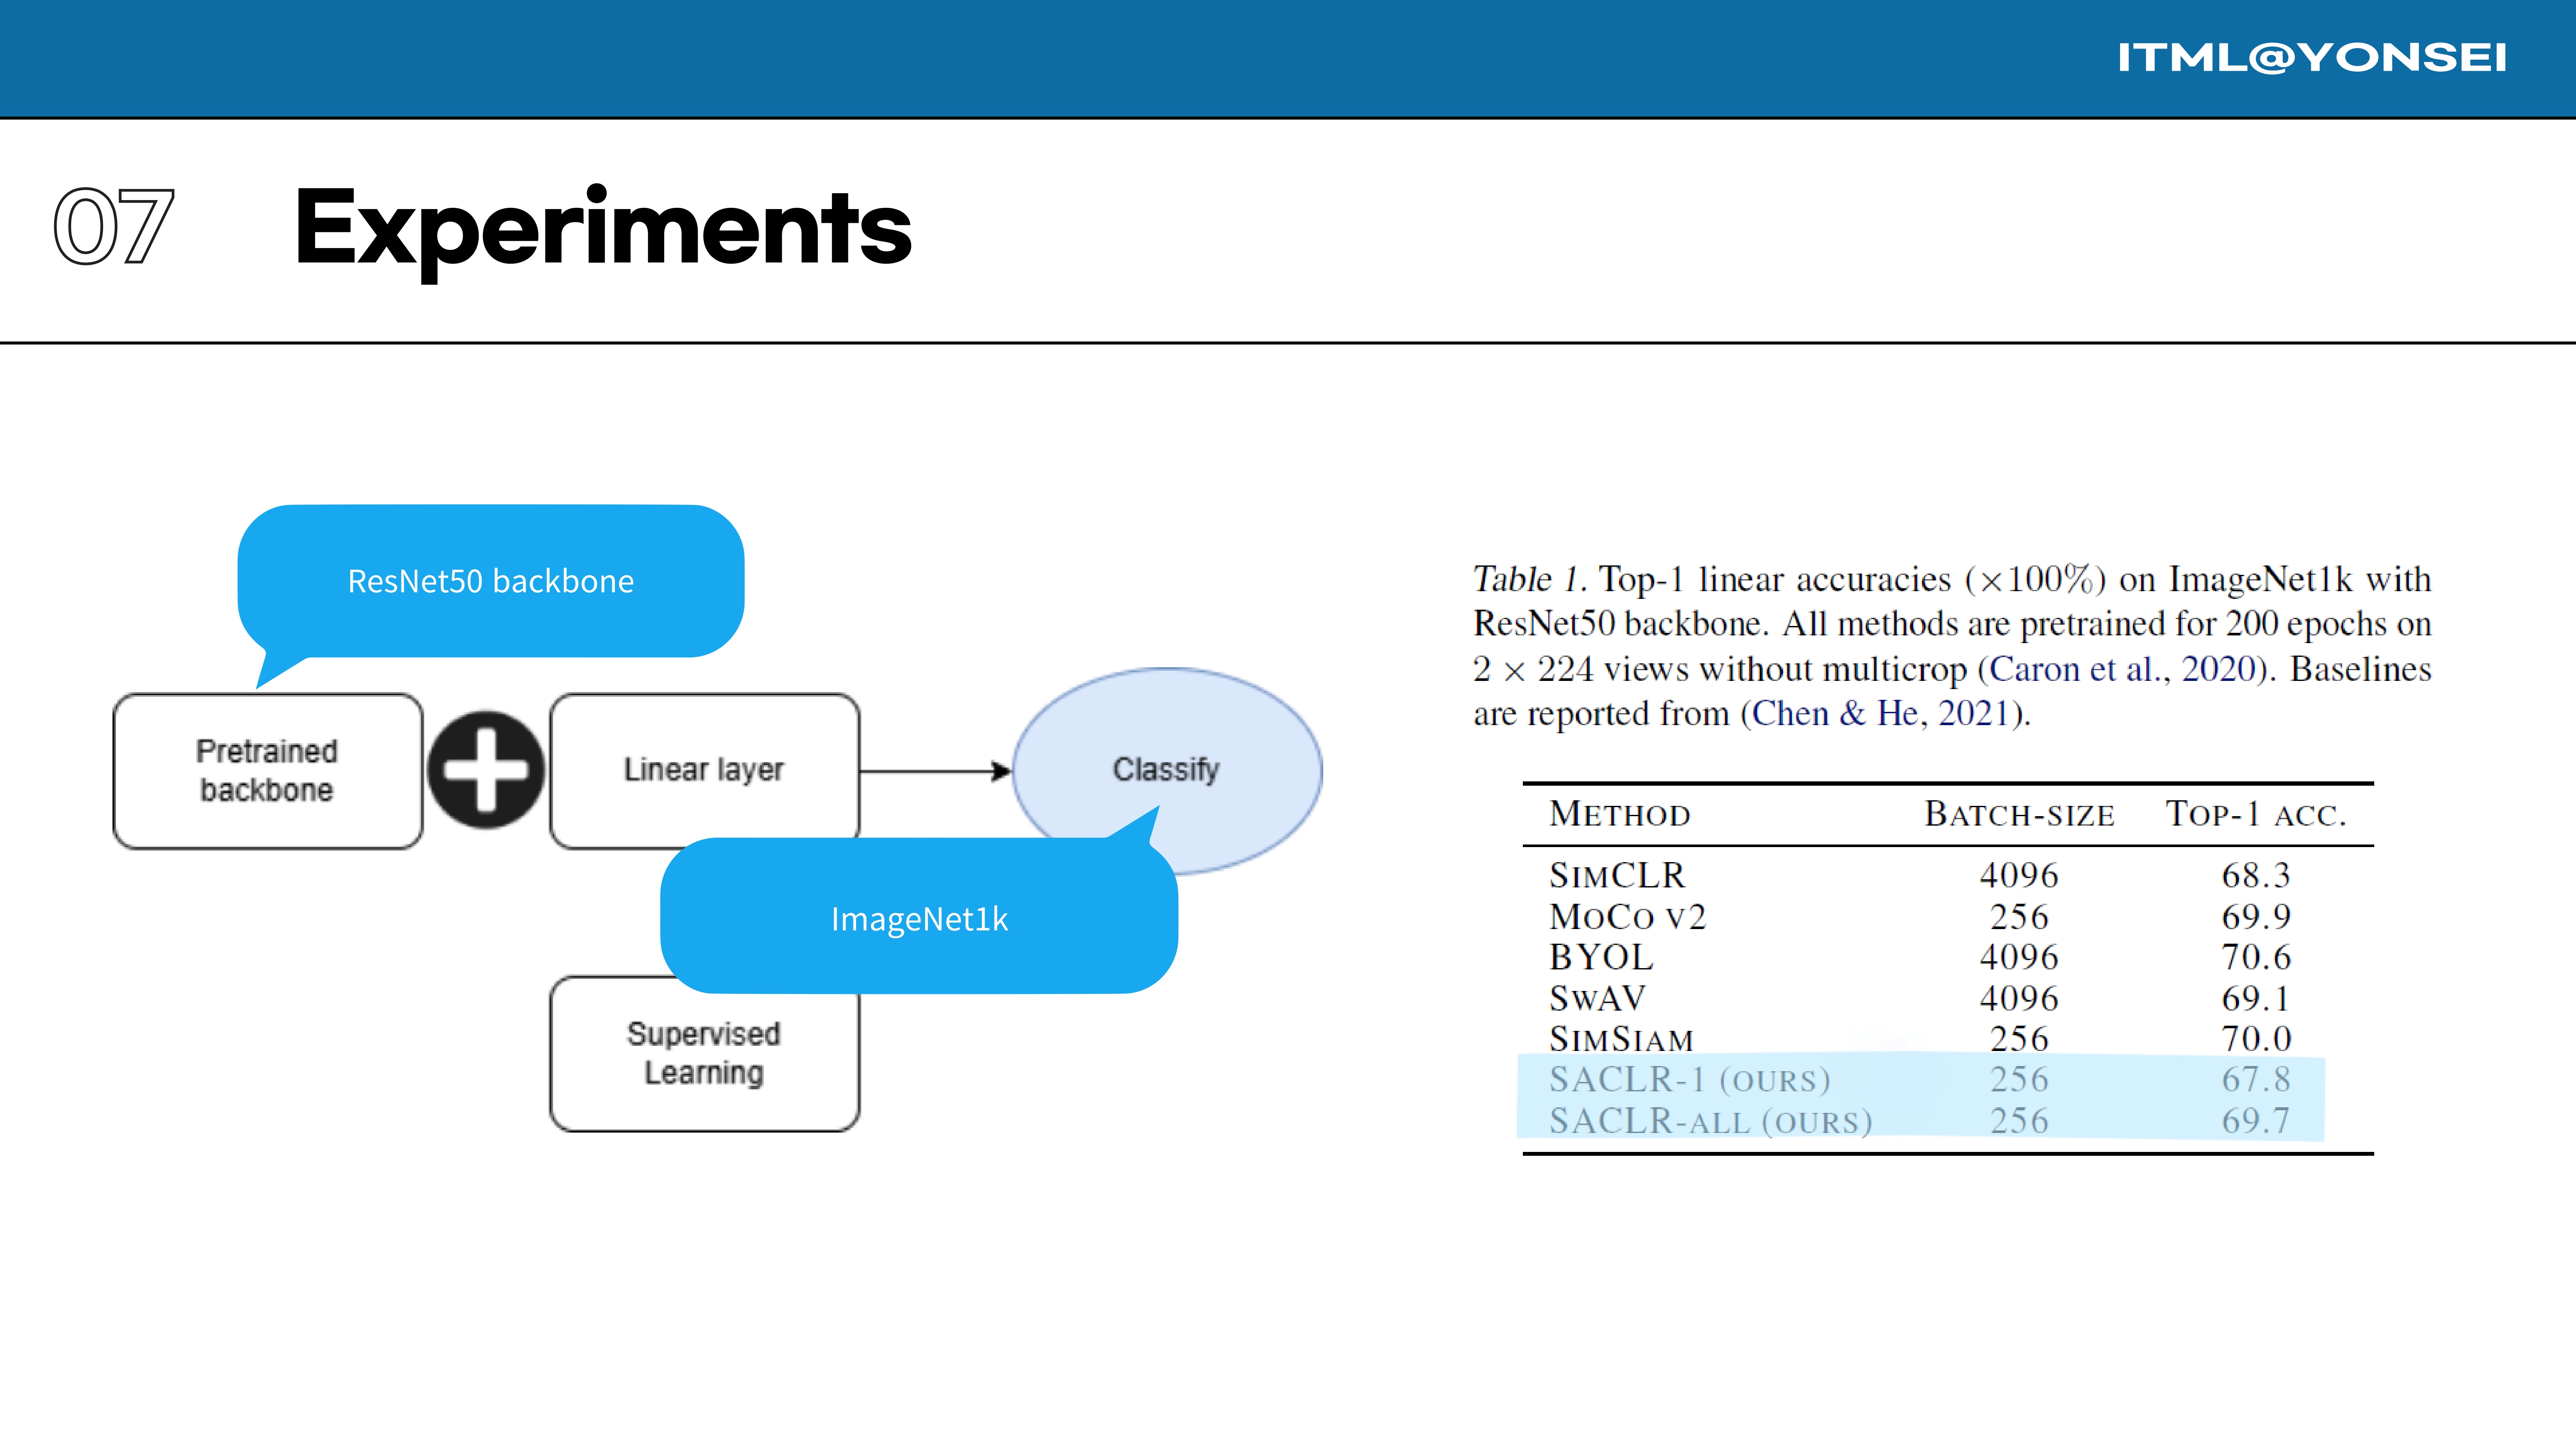 ITML@YONSEI
07 Experiments
ResNet50 backbone
Pretrained
backbone
Linear layer
Classify
ImageNet1k
Supervised
Learning
Table 1. Top-1 linear accuracies (×100%) on ImageNet1k with
ResNet50 backbone. All methods are pretrained for 200 epochs on
2 × 224 views without multicrop (Caron et al., 2020). Baselines
are reported from (Chen & He, 2021).
METHOD BATCH-SIZE TOP-1 ACC.
SIMCLR 4096 68.3
MOCO V2 256 69.9
BYOL 4096 70.6
SWAV 4096 69.1
SIMSIAM 256 70.0
SACLR-1 (OURS) 256 67.8
SACLR-ALL (OURS) 256 69.7